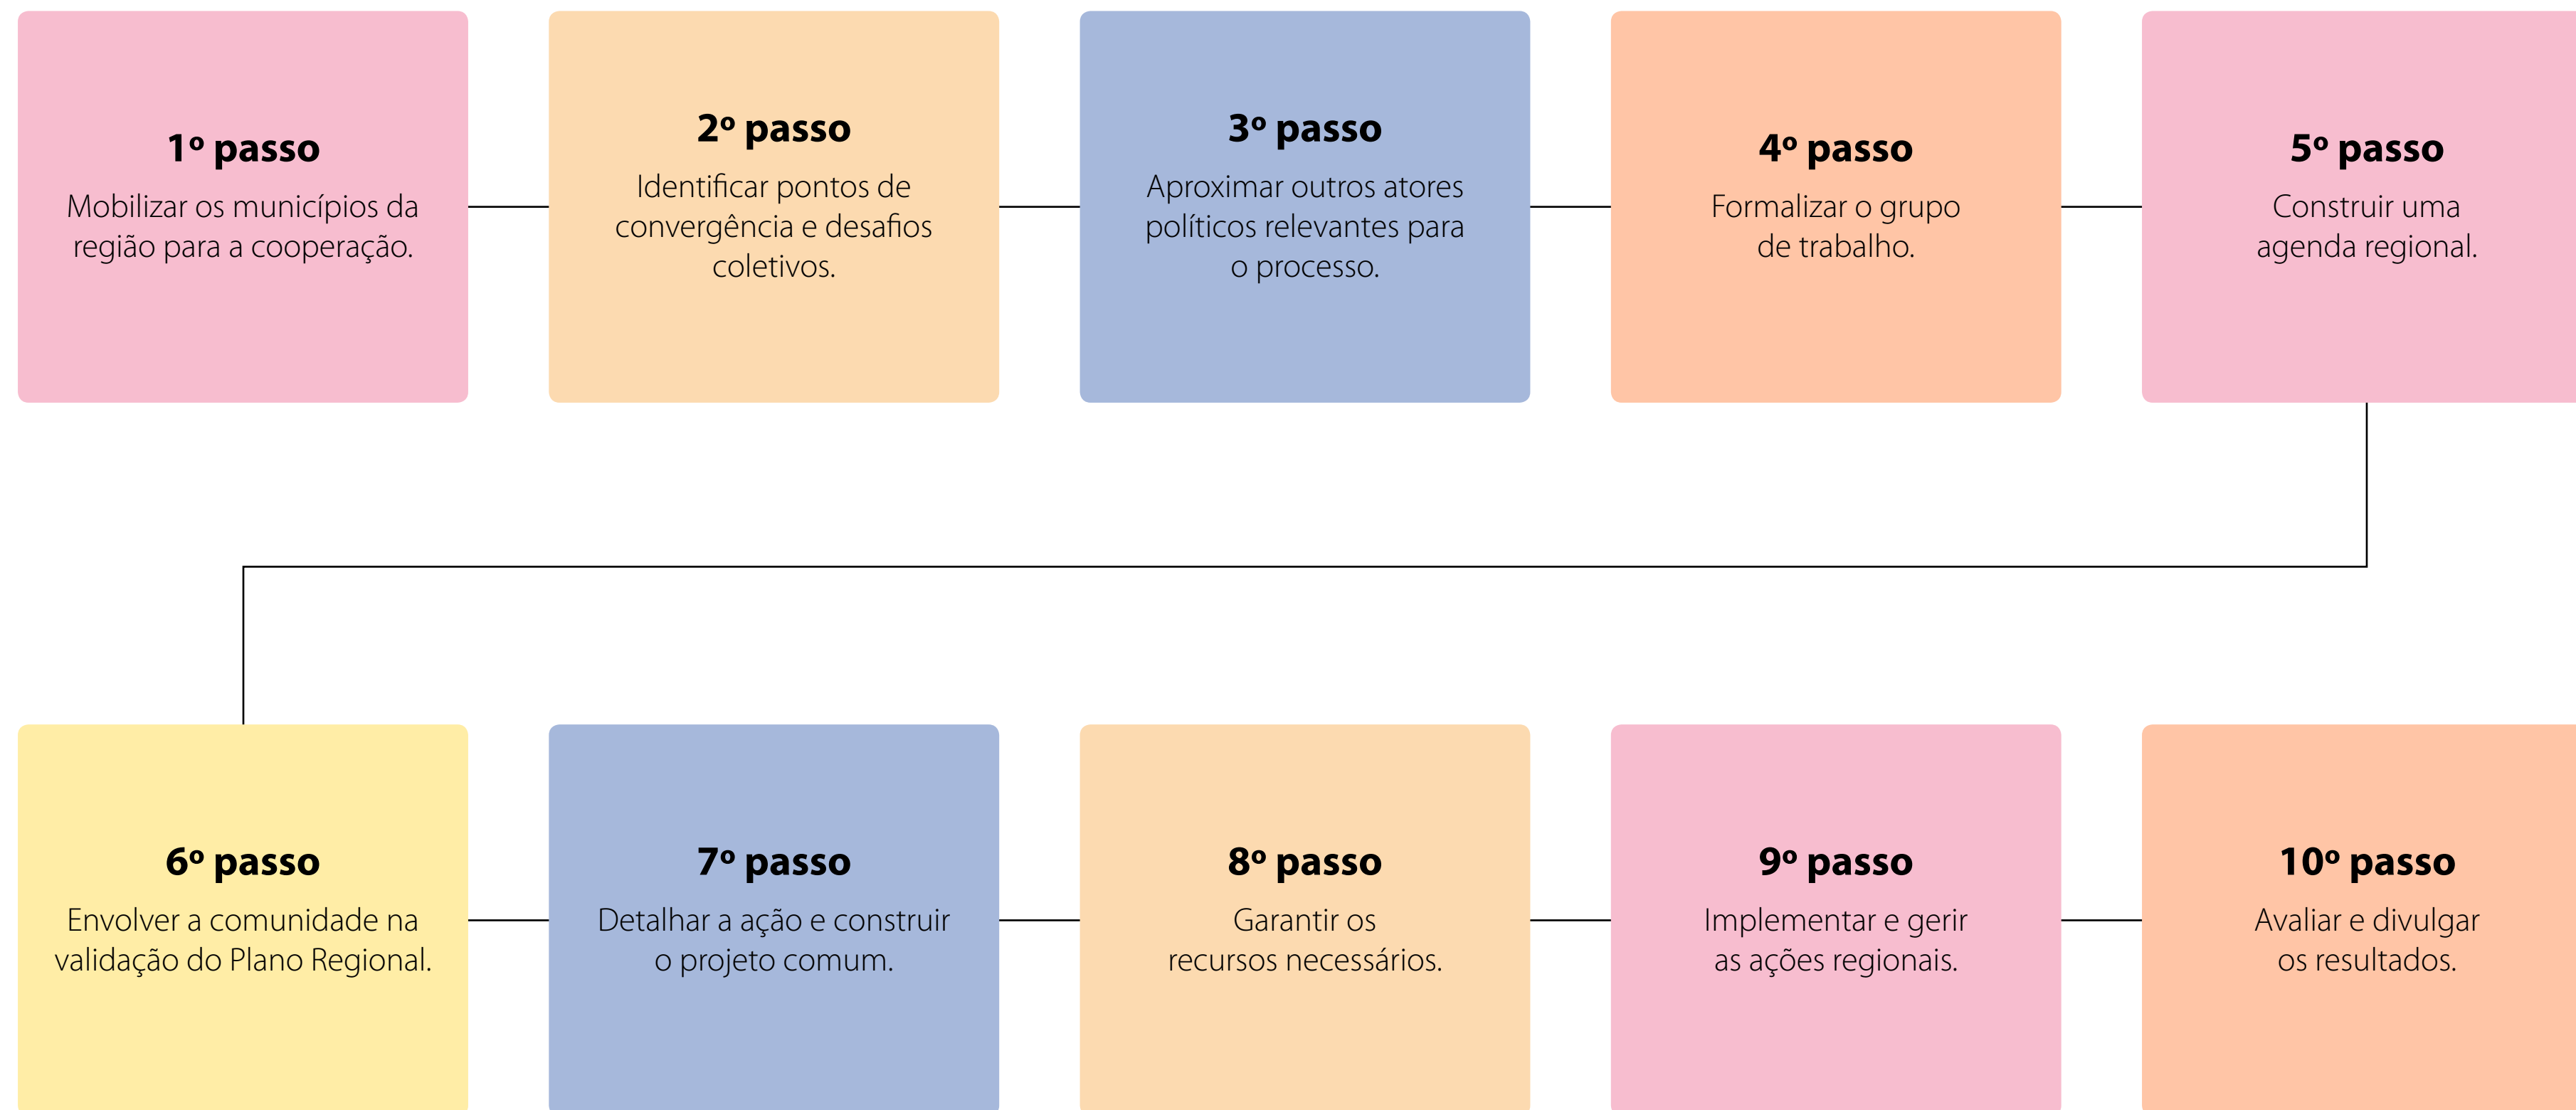 1º passo
Mobilizar os municípios da
região para a cooperação.
2º passo
Identificar pontos de
convergência e desafios
coletivos.
3º passo
Aproximar outros atores
políticos relevantes para
o processo.
4º passo
Formalizar o grupo
de trabalho.
5º passo
Construir uma
agenda regional.
6º passo
Envolver a comunidade na
validação do Plano Regional.
7º passo
Detalhar a ação e construir
o projeto comum.
8º passo
Garantir os
recursos necessários.
9º passo
Implementar e gerir
as ações regionais.
10º passo
Avaliar e divulgar
os resultados.